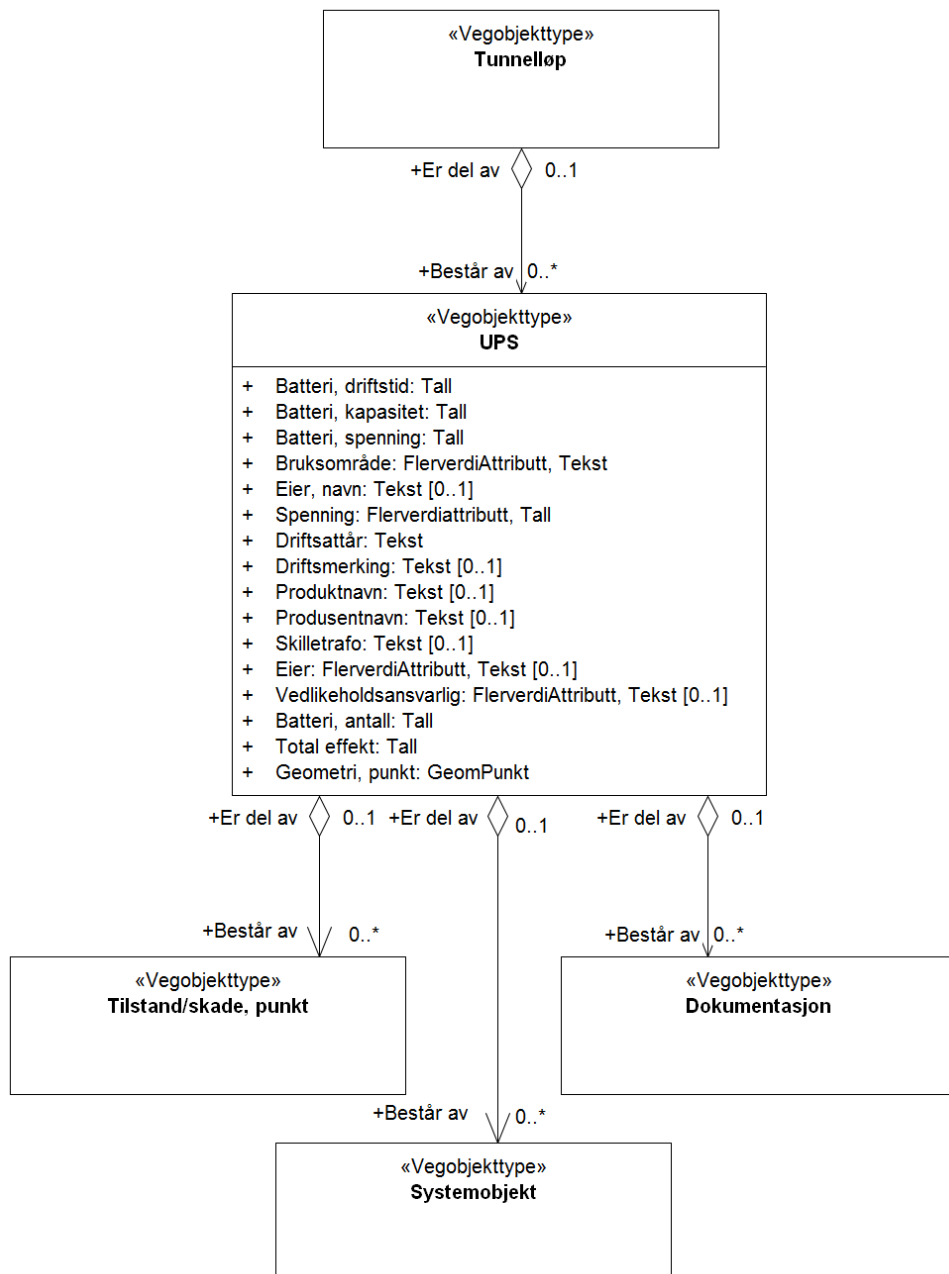 «Vegobjekttype»
Tunnelløp
+Er del av 0..1
+Består av 0..*
«Vegobjekttype»
UPS
+ Batteri, driftstid: Tall
+ Batteri, kapasitet: Tall
+ Batteri, spenning: Tall
+ Bruksområde: FlerverdiAttributt, Tekst
+ Eier, navn: Tekst [0..1]
+ Spenning: Flerverdiattributt, Tall
+ Driftsattår: Tekst
+ Driftsmerking: Tekst [0..1]
+ Produktnavn: Tekst [0..1]
+ Produsentnavn: Tekst [0..1]
+ Skilletrafo: Tekst [0..1]
+ Eier: FlerverdiAttributt, Tekst [0..1]
+ Vedlikeholdsansvarlig: FlerverdiAttributt, Tekst [0..1]
+ Batteri, antall: Tall
+ Total effekt: Tall
+ Geometri, punkt: GeomPunkt
+Er del av 0..1 +Er del av 0..1 +Er del av 0..1
+Består av 0..* +Består av 0..*
«Vegobjekttype»
Tilstand/skade, punkt
«Vegobjekttype»
Dokumentasjon
+Består av 0..*
«Vegobjekttype»
Systemobjekt